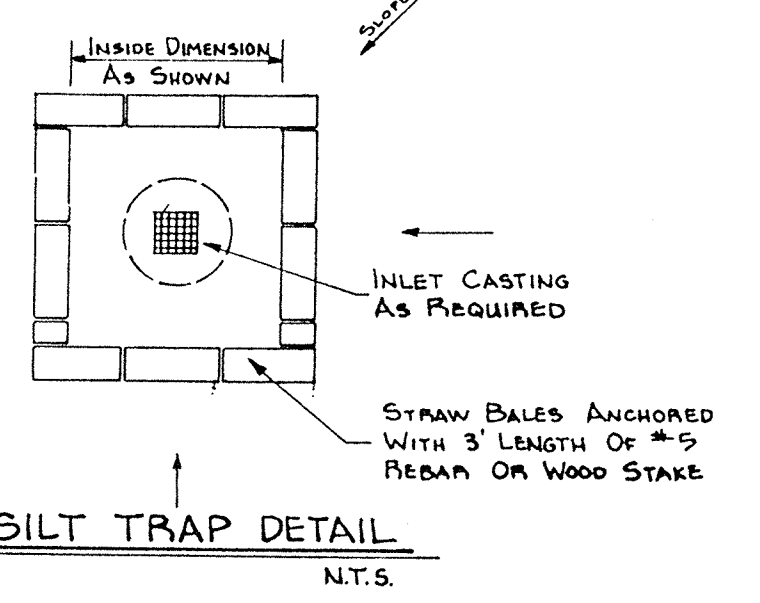 SLOPE
INSIDE DIMENSION
AS SHOWN
INLET CASTING
AS REQUIRED
STRAW BALES ANCHORED
WITH 3' LENGTH OF #5
REBAR OR WOOD STAKE
SILT TRAP DETAIL
N.T.S.